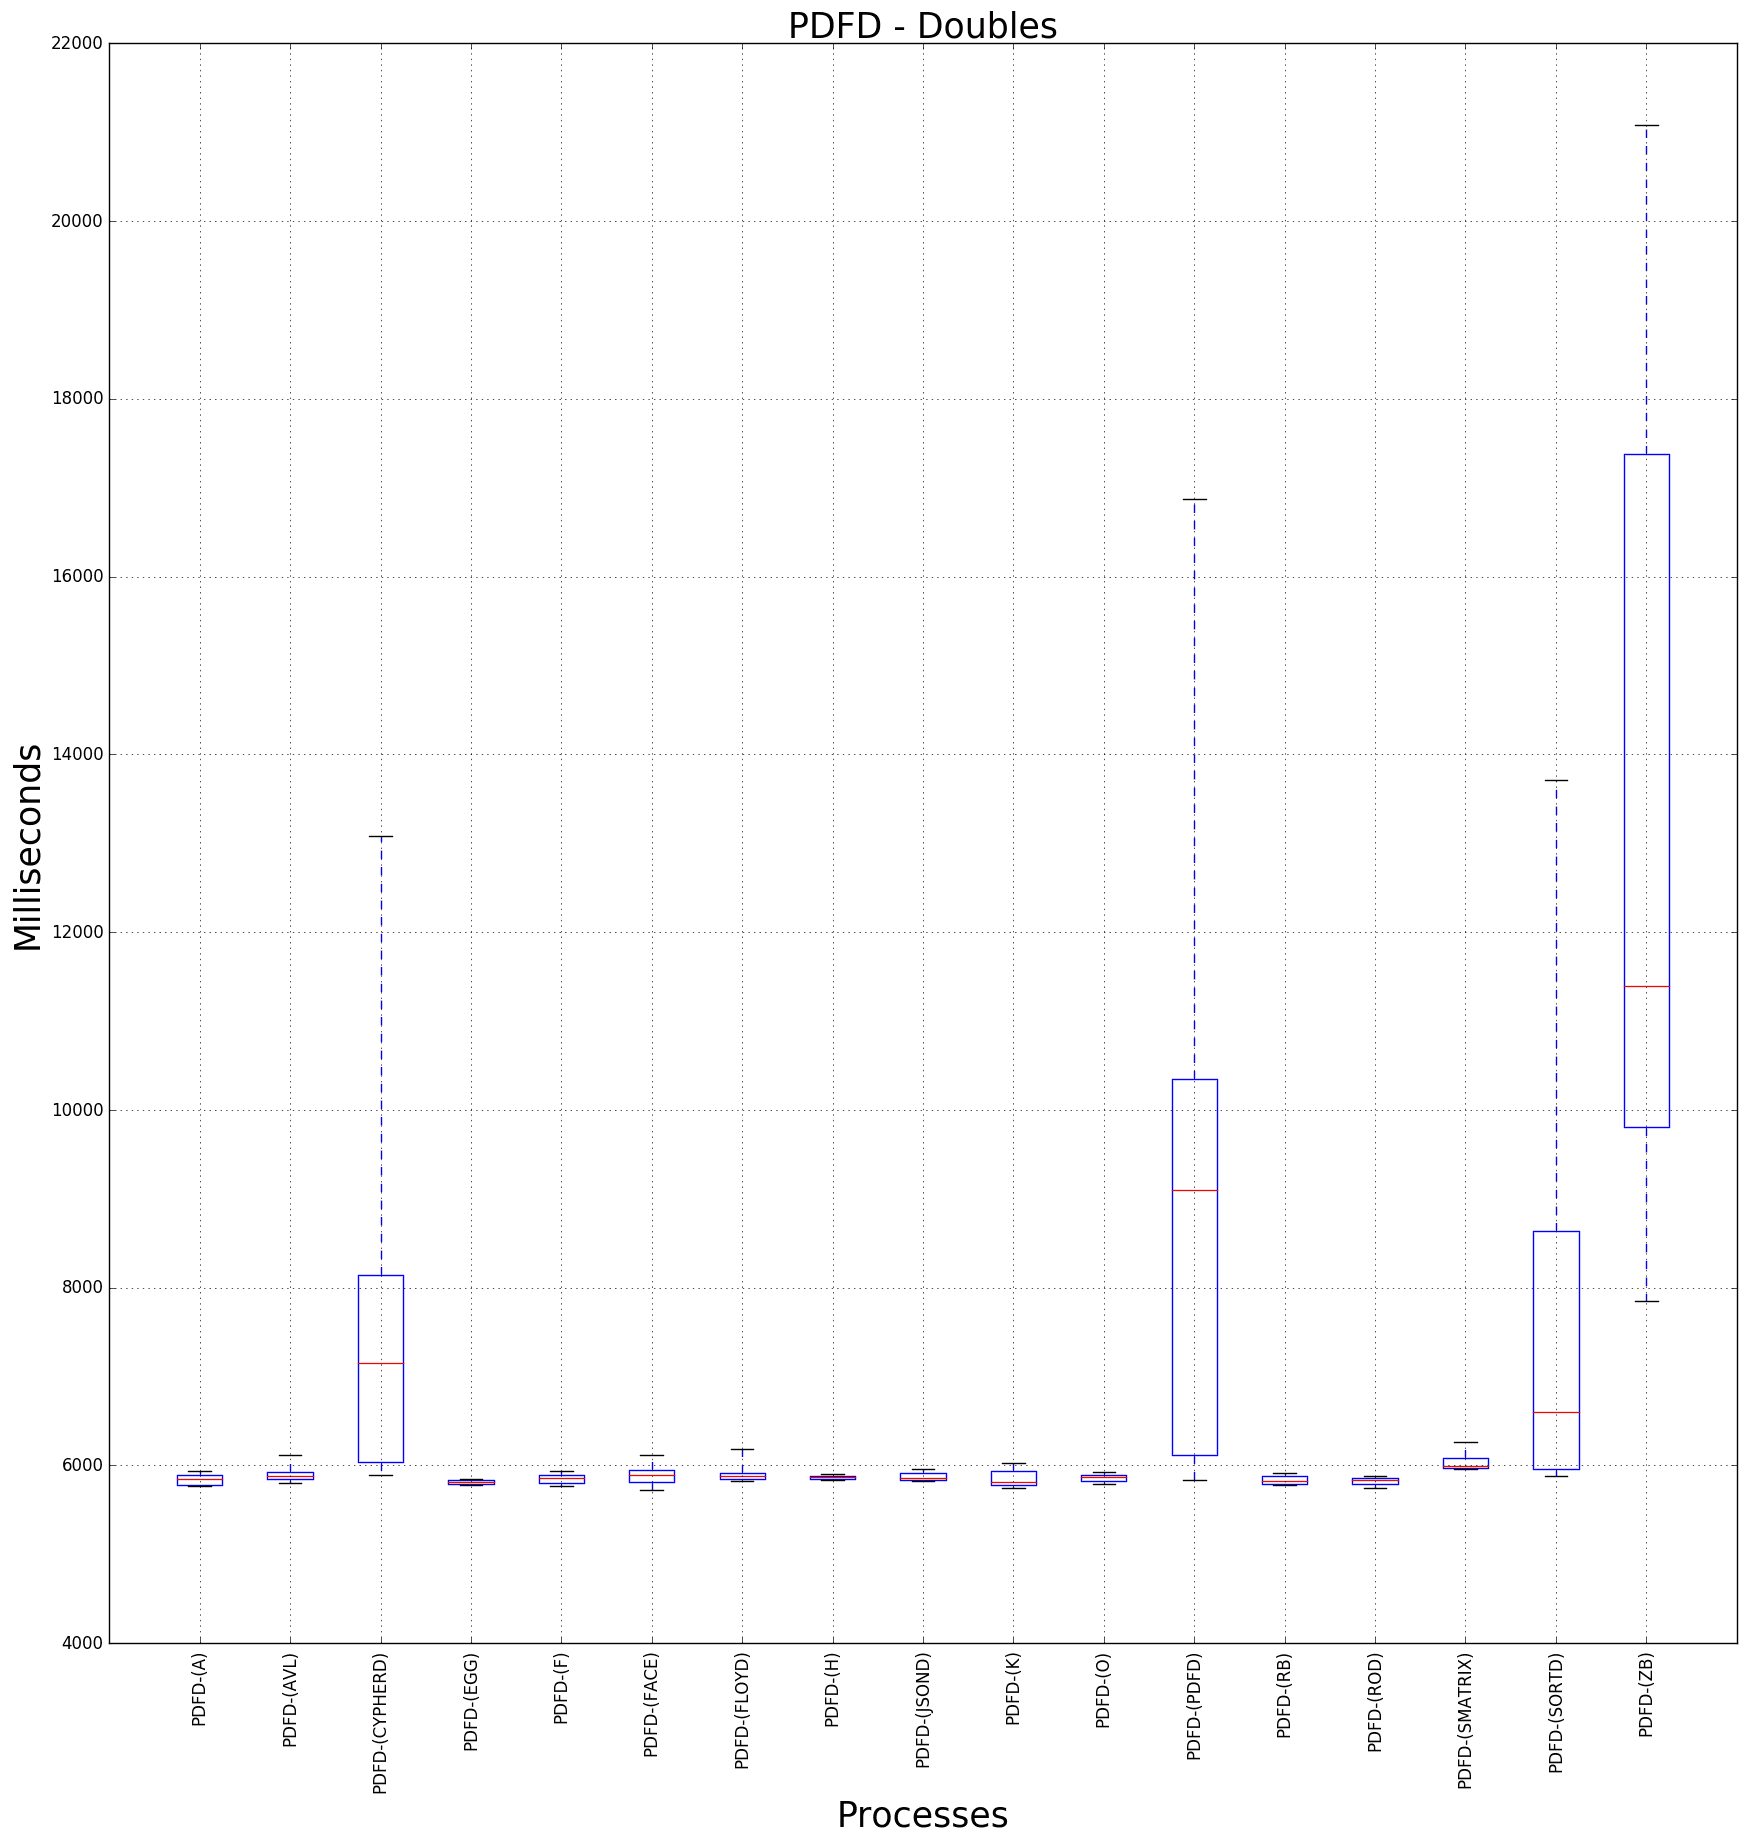 PDFD - Doubles
22000
20000
18000
16000
14000
12000
10000
8000
6000
4000
Milliseconds
PDFD-(A)
PDFD-(AVL)
PDFD-(CYPHERD)
PDFD-(EGG)
PDFD-(F)
PDFD-(FACE)
PDFD-(FLOYD)
PDFD-(H)
PDFD-(JSOND)
PDFD-(K)
PDFD-(O)
PDFD-(PDFD)
PDFD-(RB)
PDFD-(ROD)
PDFD-(SMATRIX)
PDFD-(SORTD)
PDFD-(ZB)
Processes